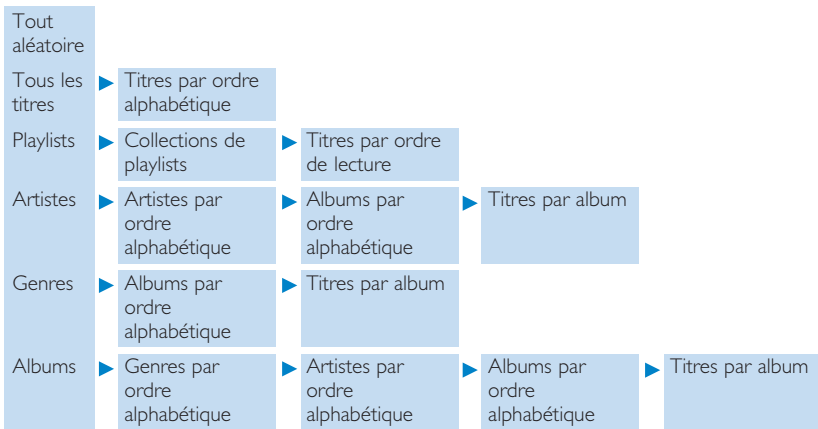 Tout
aléatoire
Tous les
titres
Titres par ordre
alphabétique
Playlists
Collections de
playlists
Titres par ordre
de lecture
Artistes
Artistes par
ordre
alphabétique
Albums par
ordre
alphabétique
Titres par album
Genres
Albums par
ordre
alphabétique
Titres par album
Albums
Genres par
ordre
alphabétique
Artistes par
ordre
alphabétique
Albums par
ordre
alphabétique
Titres par album